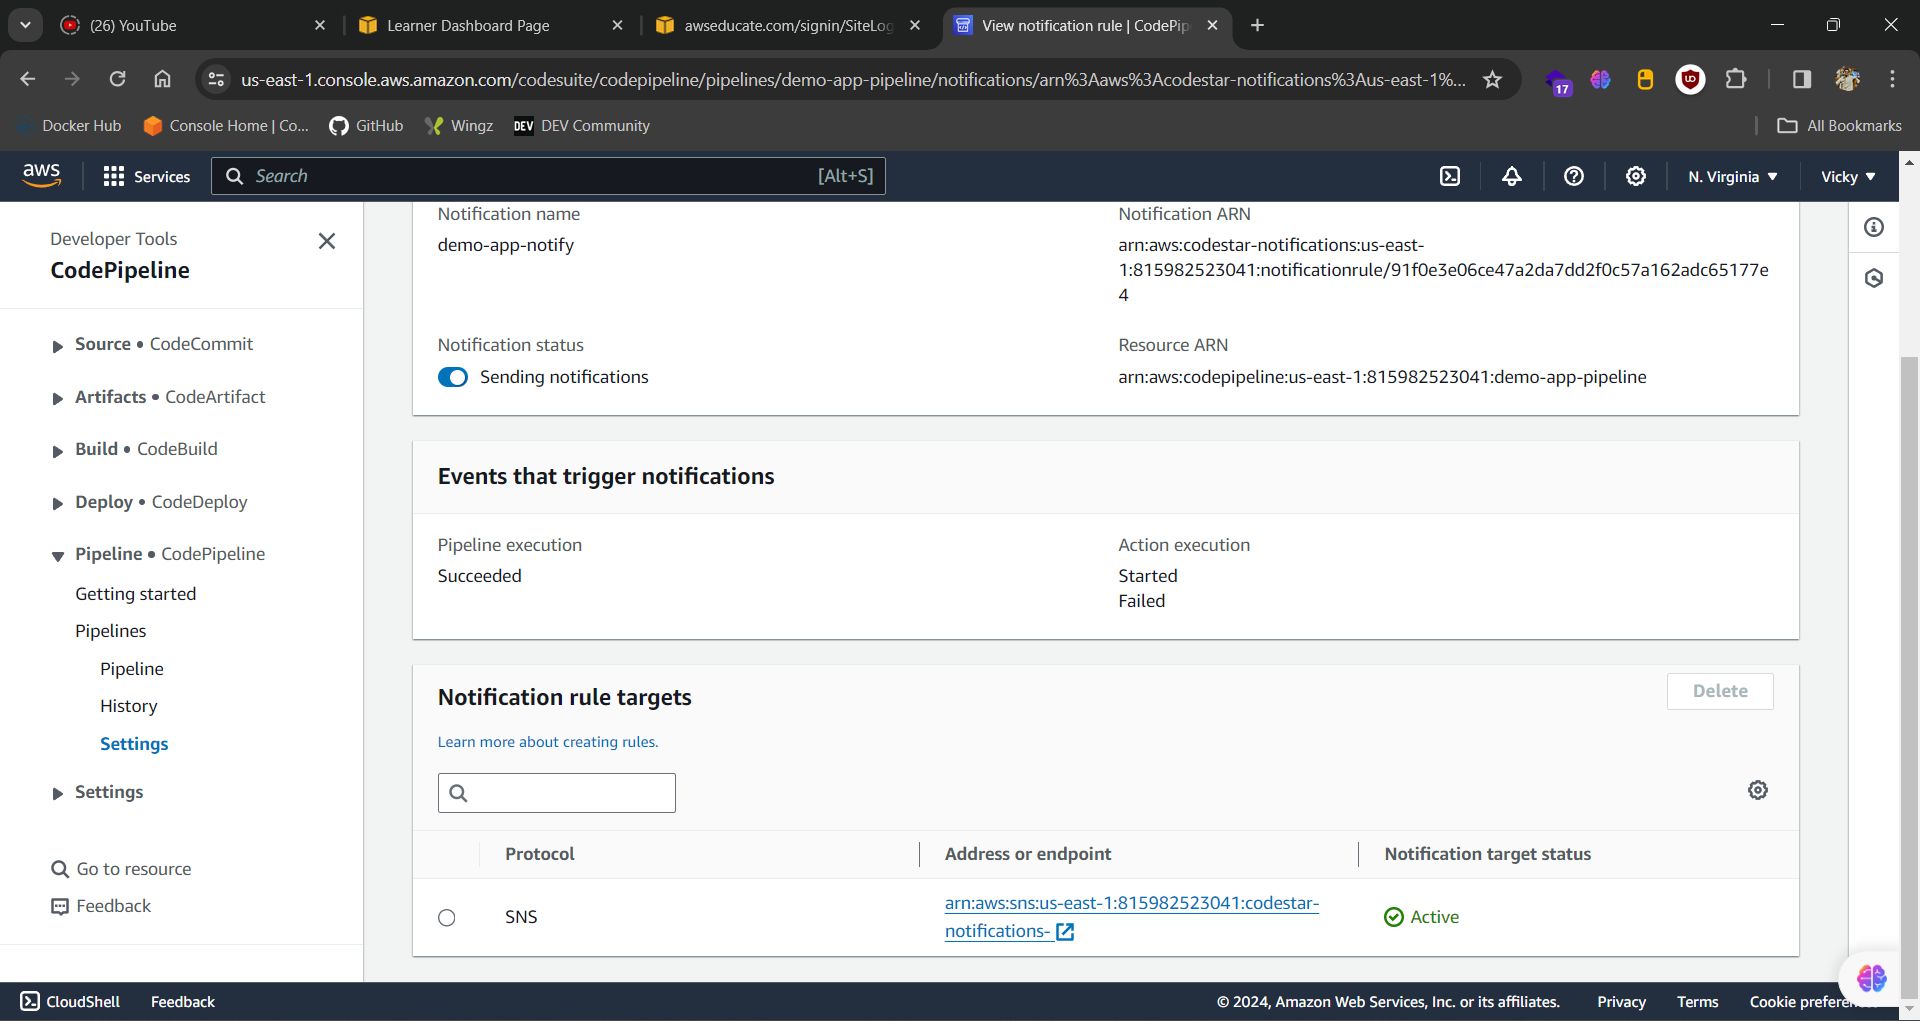 (26) YouTube
Learner Dashboard Page
awseducate.com/signin/SiteLog
View notification rule | CodePip
us-east-1.console.aws.amazon.com/codesuite/codepipeline/pipelines/demo-app-pipeline/notifications/arn%3Aaws%3Acodestar-notifications%3Aus-east-1%...
17
Docker Hub
Console Home | Co...
GitHub
Wingz
DEV
DEV Community
All Bookmarks
aws
Services
Search
[Alt+S]
N. Virginia
Vicky
Developer Tools
CodePipeline
Source • CodeCommit
Artifacts • CodeArtifact
Build • CodeBuild
Deploy • CodeDeploy
Pipeline • CodePipeline
Getting started
Pipelines
Pipeline
History
Settings
Settings
Go to resource
Feedback
Notification name
demo-app-notify
Notification ARN
arn:aws:codestar-notifications:us-east-
1:815982523041:notificationrule/91f0e3e06ce47a2da7dd2f0c57a162adc65177e
4
Notification status
Sending notifications
Resource ARN
arn:aws:codepipeline:us-east-1:815982523041:demo-app-pipeline
Events that trigger notifications
Pipeline execution
Succeeded
Action execution
Started
Failed
Notification rule targets
Delete
Learn more about creating rules.
Protocol
Address or endpoint
Notification target status
SNS
arn:aws:sns:us-east-1:815982523041:codestar-
notifications-
Active
CloudShell
Feedback
© 2024, Amazon Web Services, Inc. or its affiliates.
Privacy
Terms
Cookie prefere